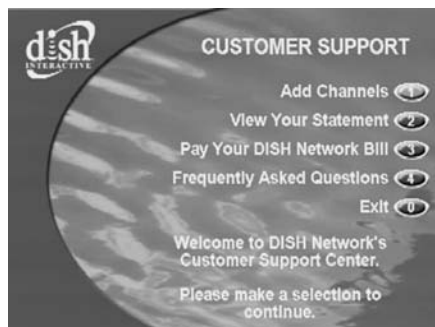 dish
INTERACTIVE
CUSTOMER SUPPORT
Add Channels 1
View Your Statement 2
Pay Your DISH Network Bill 3
Frequently Asked Questions 4
Exit 0
Welcome to DISH Network's
Customer Support Center.
Please make a selection to
continue.